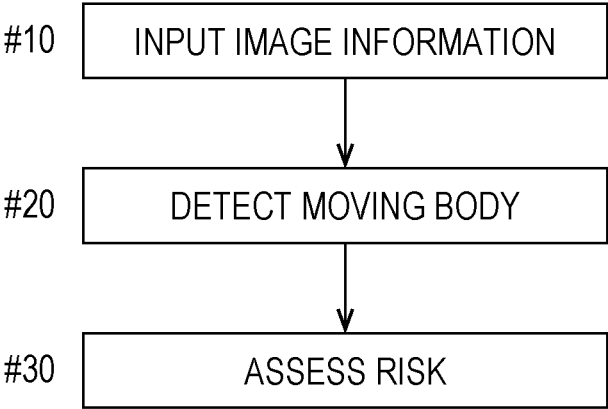 #10 INPUT IMAGE INFORMATION
#20 DETECT MOVING BODY
#30 ASSESS RISK